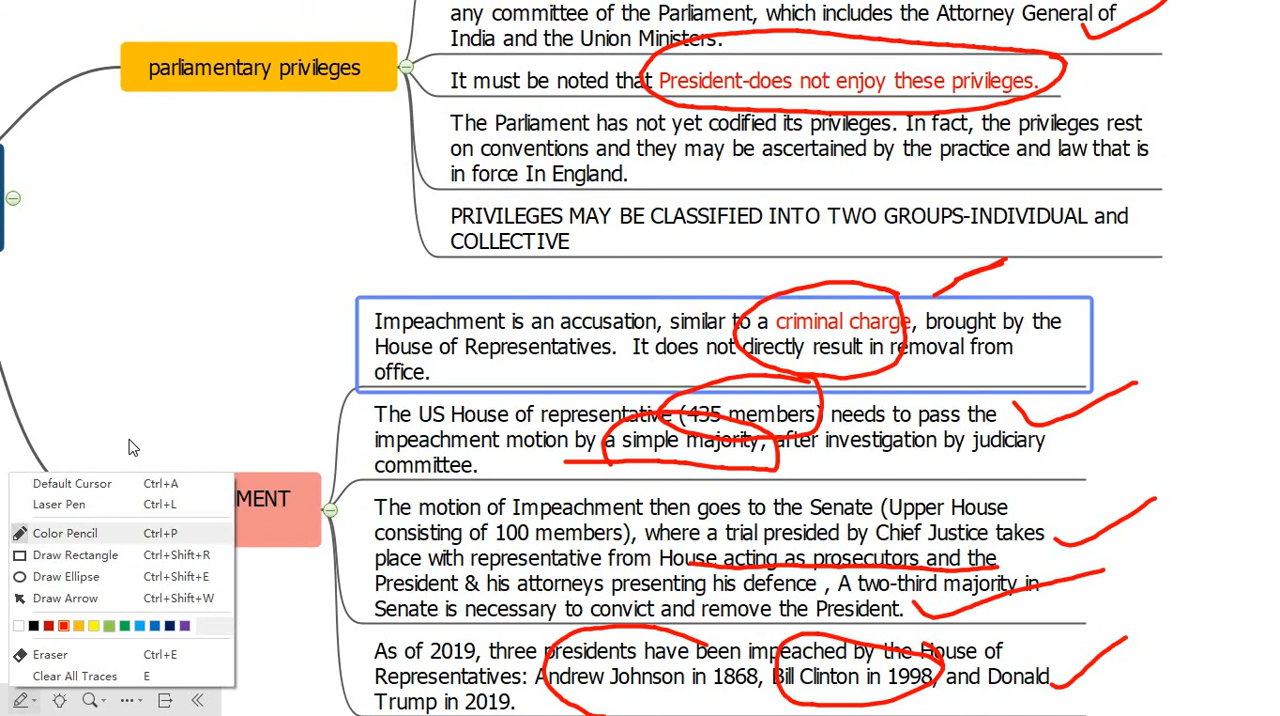 any committee of the Parliament, which includes the Attorney General of
India and the Union Ministers.
parliamentary privileges
It must be noted that President-does not enjoy these privileges.
The Parliament has not yet codified its privileges. In fact, the privileges rest
on conventions and they may be ascertained by the practice and law that is
in force In England.
PRIVILEGES MAY BE CLASSIFIED INTO TWO GROUPS-INDIVIDUAL and
COLLECTIVE
Impeachment is an accusation, similar to a criminal charge, brought by the
House of Representatives. It does not directly result in removal from
office.
The US House of representative (435 members) needs to pass the
impeachment motion by a simple majority, after investigation by judiciary
committee.
MENT
The motion of Impeachment then goes to the Senate (Upper House
consisting of 100 members), where a trial presided by Chief Justice takes
place with representative from House acting as prosecutors and the
President & his attorneys presenting his defence , A two-third majority in
Senate is necessary to convict and remove the President.
As of 2019, three presidents have been impeached by the House of
Representatives: Andrew Johnson in 1868, Bill Clinton in 1998, and Donald
Trump in 2019.
Default Cursor Ctrl+A
Laser Pen Ctrl+L
Color Pencil Ctrl+P
Draw Rectangle Ctrl+Shift+R
Draw Ellipse Ctrl+Shift+E
Draw Arrow Ctrl+Shift+W
Eraser Ctrl+E
Clear All Traces E